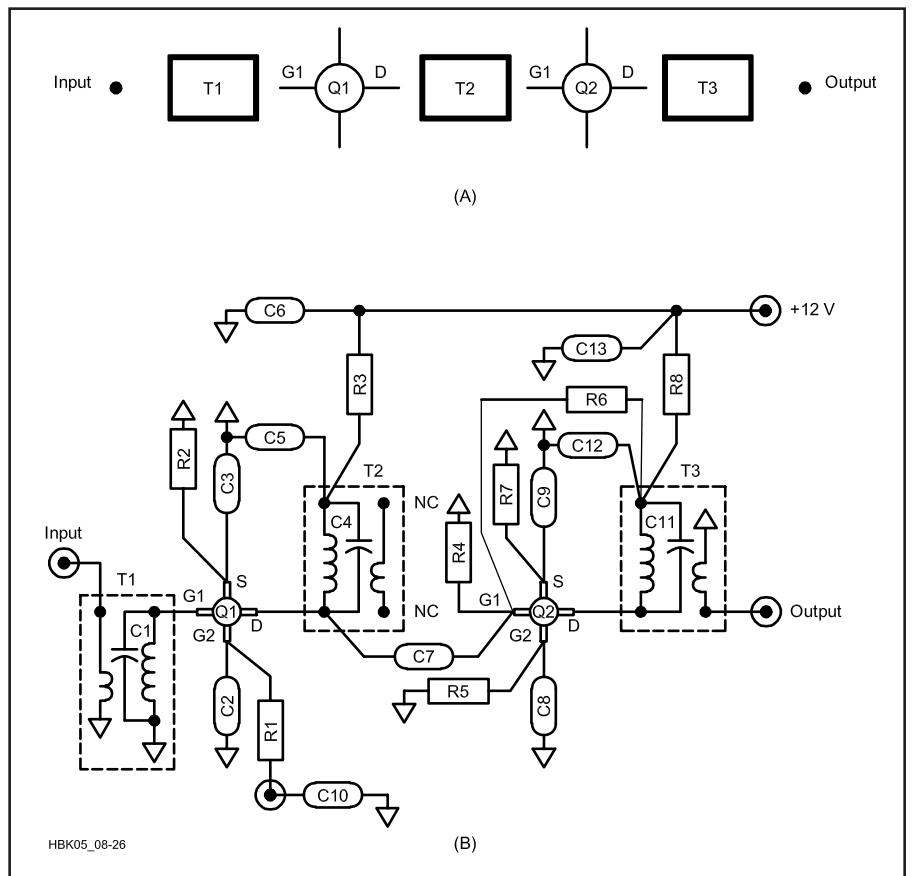 Input T1 G1 Q1 D T2 G1 Q2 D T3 Output
(A)
C6 +12 V
C13
R3 R8
R6
C5 C12
R2 C3 T2 R7 C9 T3
NC
C4 R4 C11
Input
T1 S S
G1 Q1 D NC G1 Q2 D Output
C1 G2 G2
C7
R5
C2 R1 C8
C10
HBK05_08-26 (B)